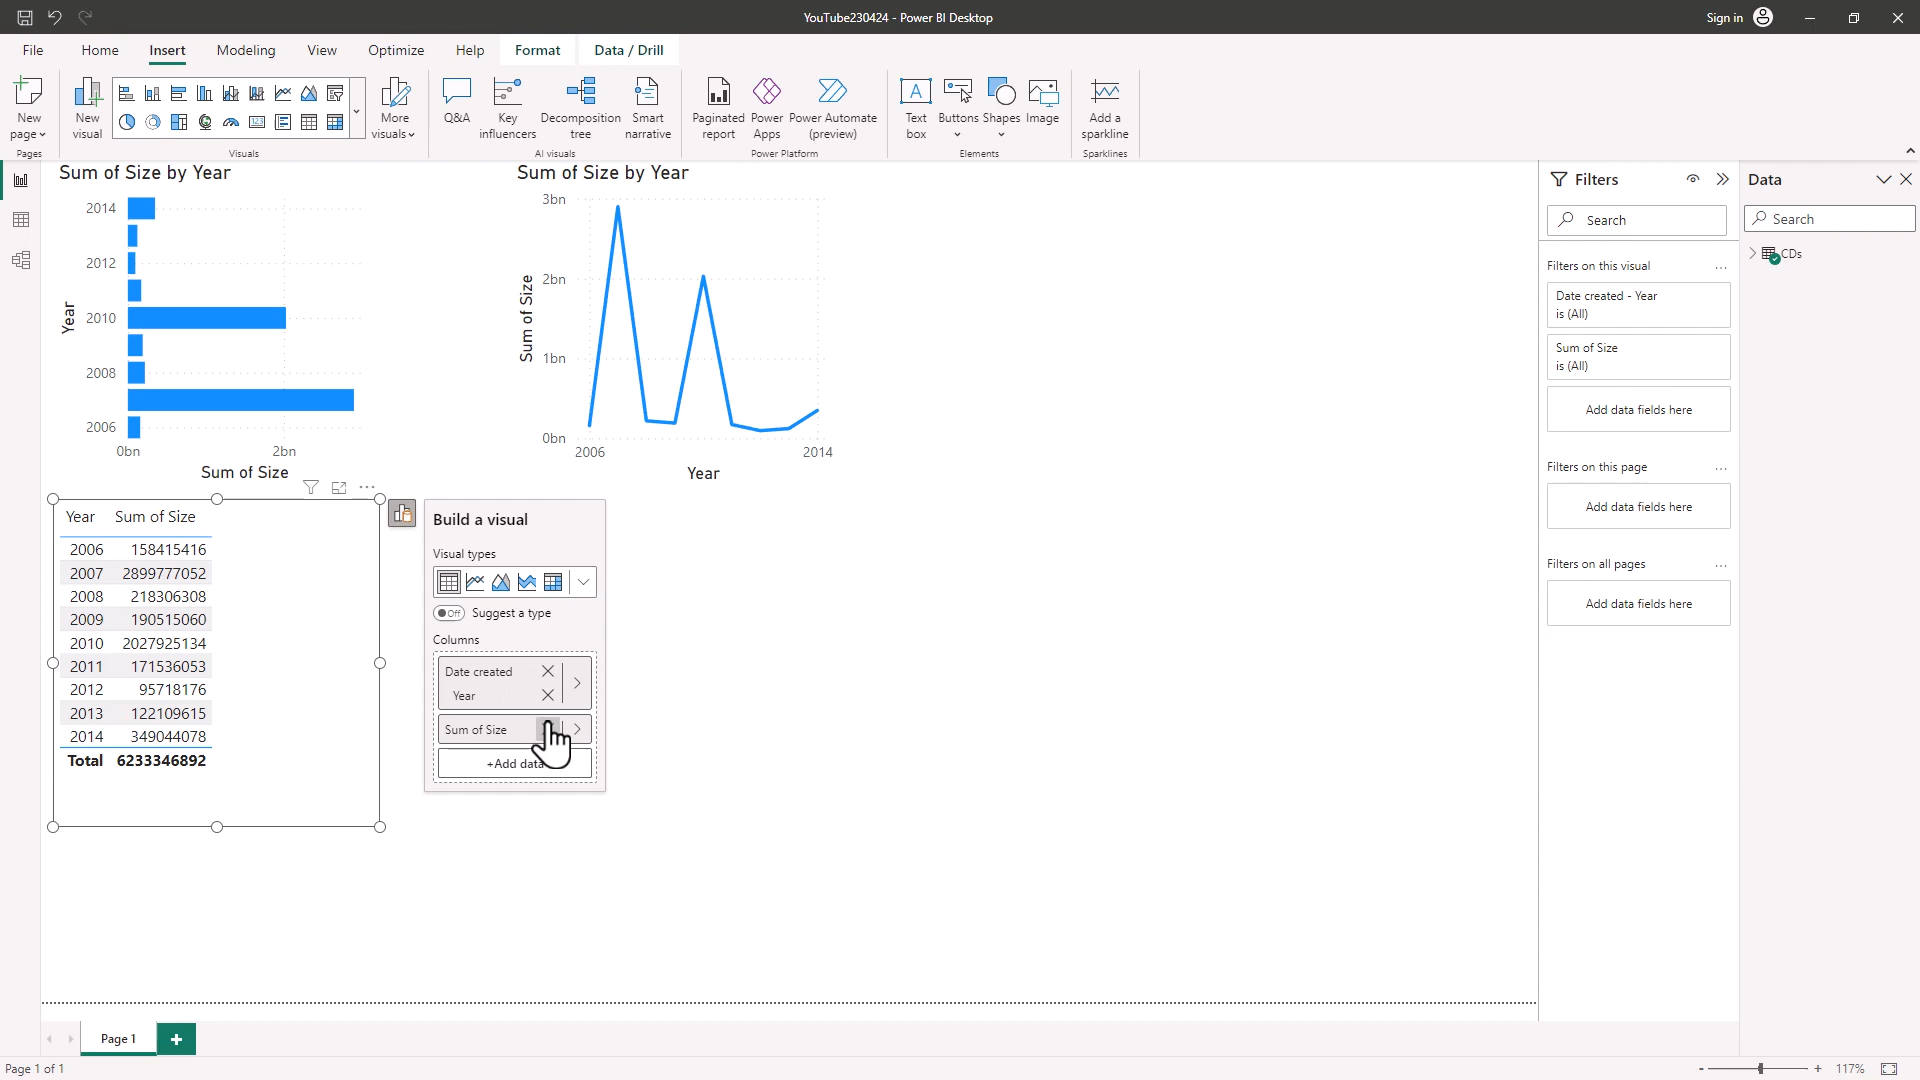 YouTube230424 - Power BI Desktop
Sign in
File
Home
Insert
Modeling
View
Optimize
Help
Format
Data / Drill
New page
New visual
More visuals
Q&A
Key influencers
Decomposition tree
Smart narrative
Paginated report
Power Apps
Power Automate (preview)
Text box
Buttons
Shapes
Image
Add a sparkline
Pages
Visuals
AI visuals
Power Platform
Elements
Sparklines
Sum of Size by Year
2014
2012
2010
2008
2006
Year
0bn
2bn
Sum of Size
Sum of Size by Year
3bn
2bn
1bn
0bn
Sum of Size
2006
2014
Year
Year Sum of Size
2006 158415416
2007 2899777052
2008 218306308
2009 190515060
2010 2027925134
2011 171536053
2012 95718176
2013 122109615
2014 349044078
Total 6233346892
Build a visual
Visual types
Off
Suggest a type
Columns
Date created
Year
Sum of Size
+Add data
Filters
Search
Filters on this visual
Date created - Year
is (All)
Sum of Size
is (All)
Add data fields here
Filters on this page
Add data fields here
Filters on all pages
Add data fields here
Data
Search
CDs
Page 1
Page 1 of 1
117%